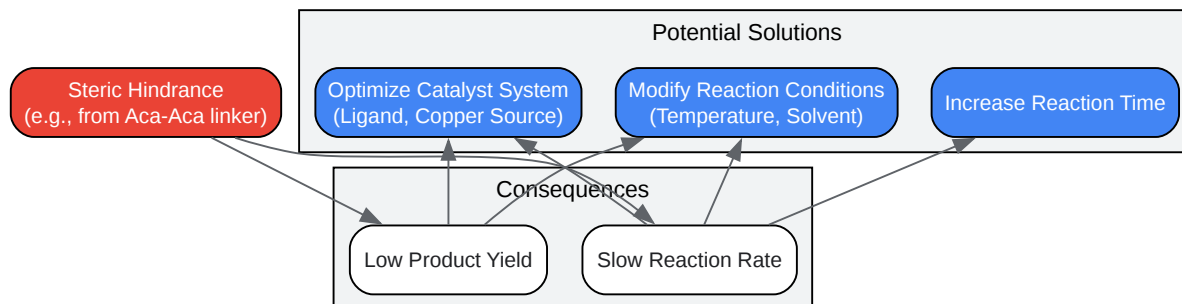 Potential Solutions
Steric Hindrance
(e.g., from Aca-Aca linker)
Optimize Catalyst System
(Ligand, Copper Source)
Modify Reaction Conditions
(Temperature, Solvent)
Increase Reaction Time
Consequences
Low Product Yield
Slow Reaction Rate